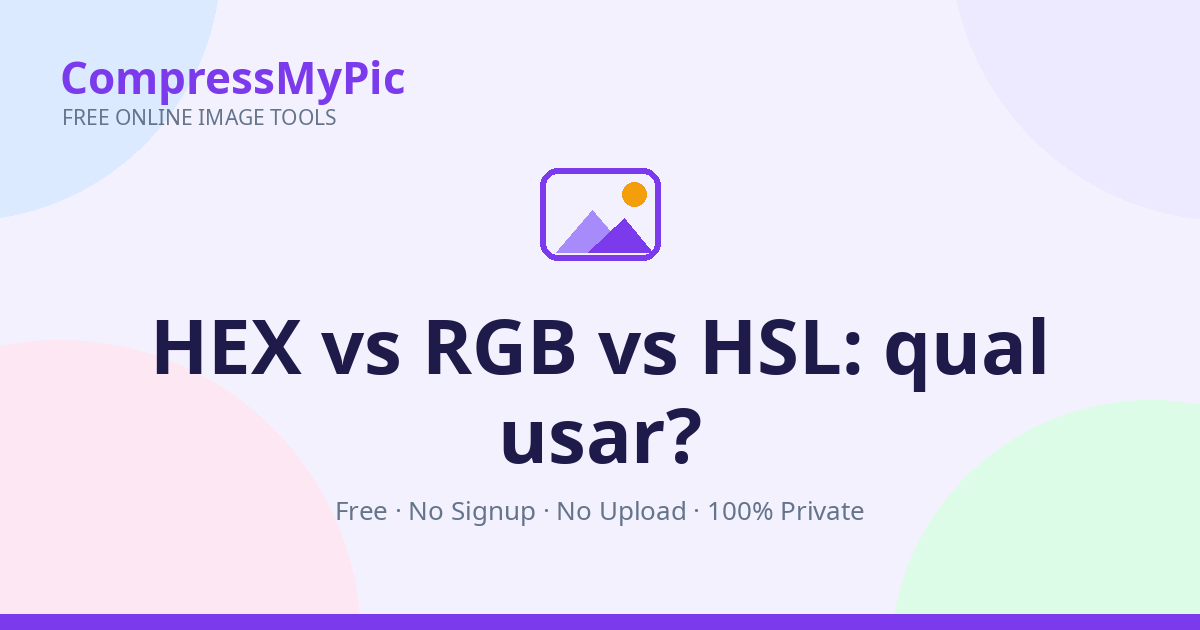 CompressMyPic
FREE ONLINE IMAGE TOOLS
HEX vs RGB vs HSL: qual
usar?
Free · No Signup · No Upload · 100% Private